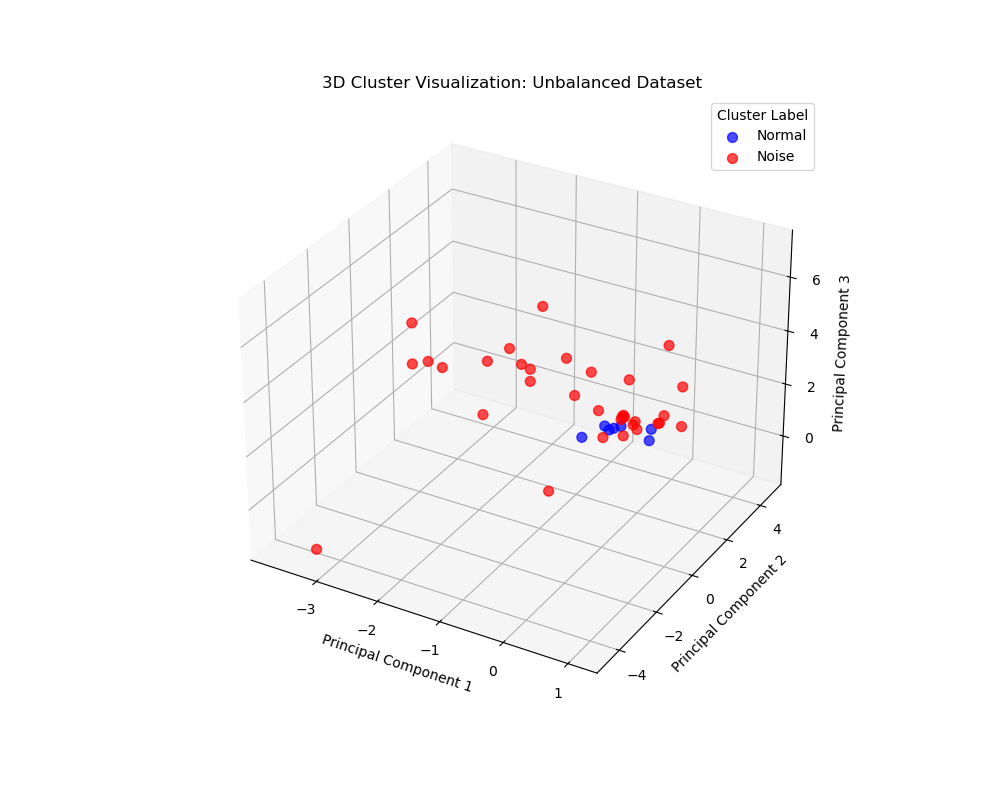 3D Cluster Visualization: Unbalanced Dataset
Cluster Label
Normal
Noise
6
4
2
0
Principal Component 3
4
2
0
−2
−4
Principal Component 2
−3
−2
−1
0
1
Principal Component 1